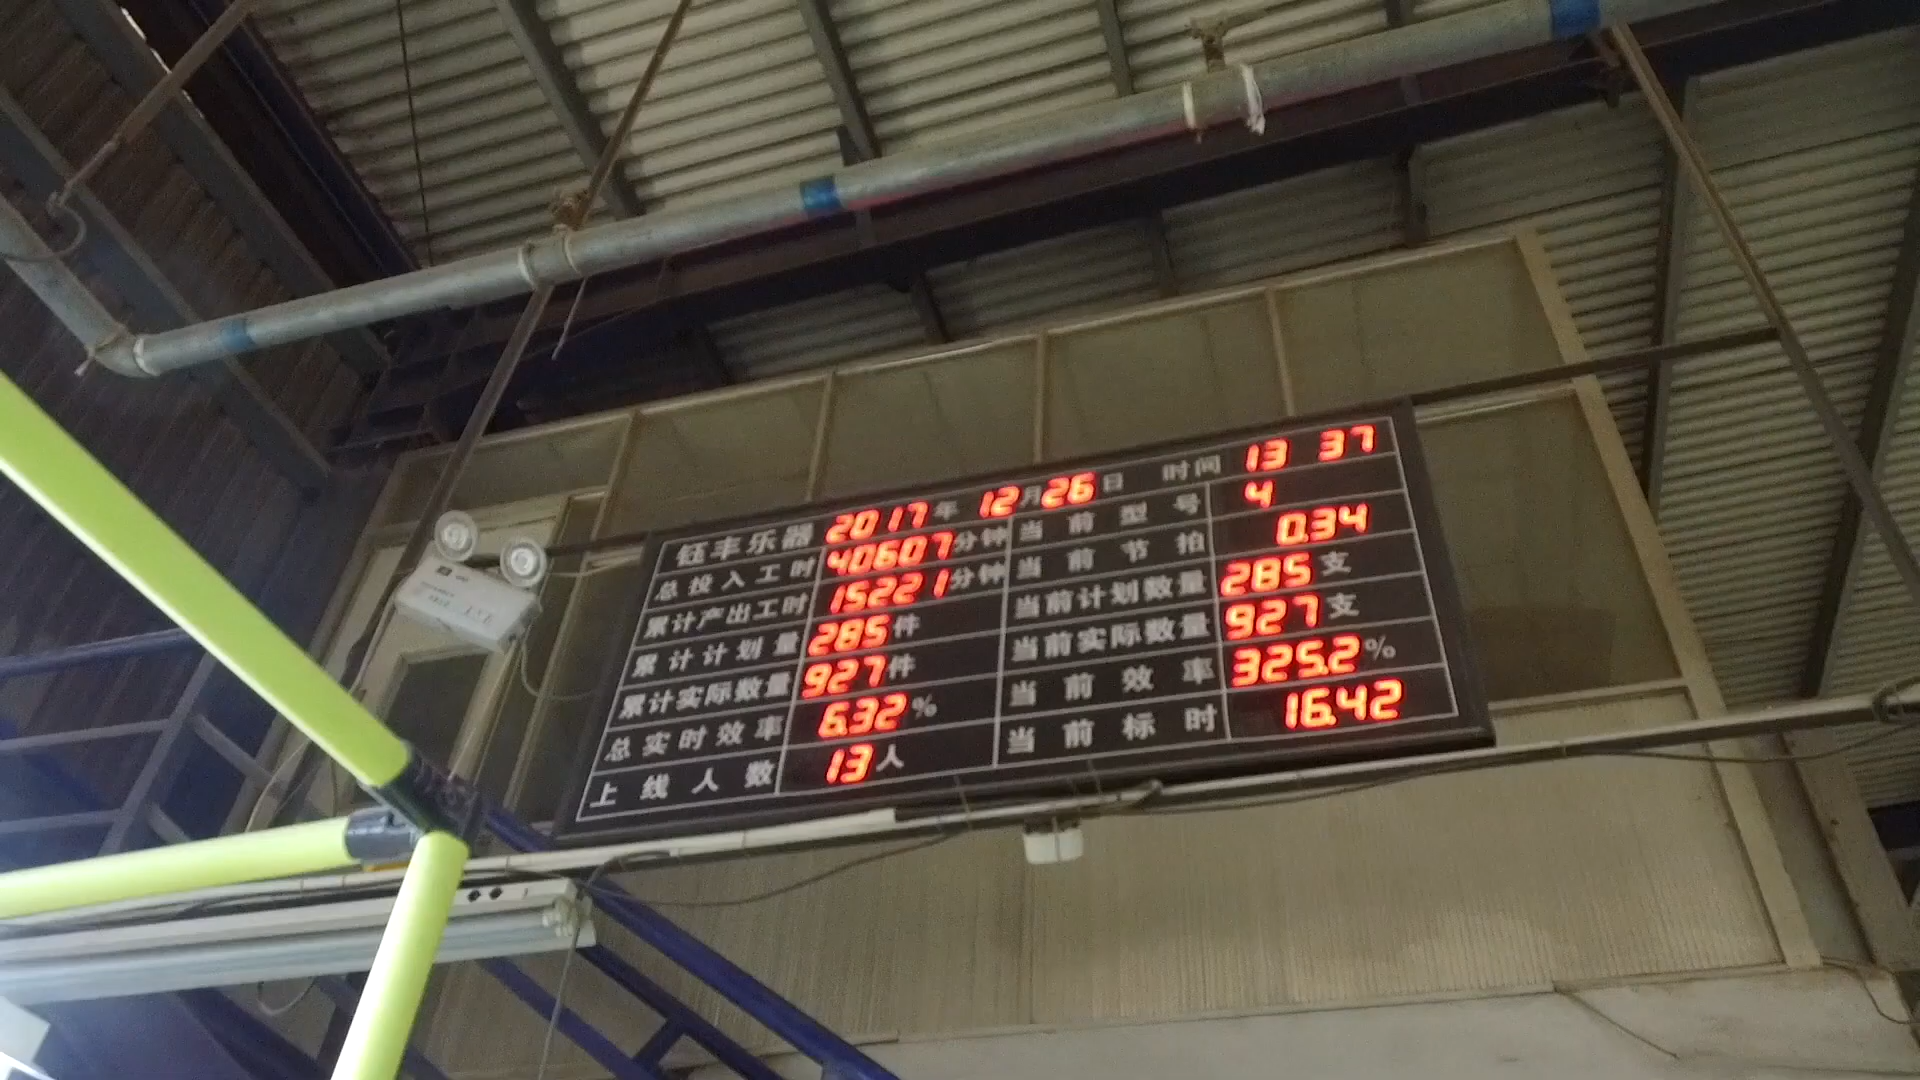 钰丰乐器 2017年 12月26日 时间 13 37
总投入工时 40607分钟 当前型号 4
累计产出工时 15221分钟 当前节拍 0.34
累计计划量 285件 当前计划数量 285支
累计实际数量 927件 当前实际数量 927支
总实时效率 6.32% 当前效率 325.2%
上线人数 13人 当前标时 16.42